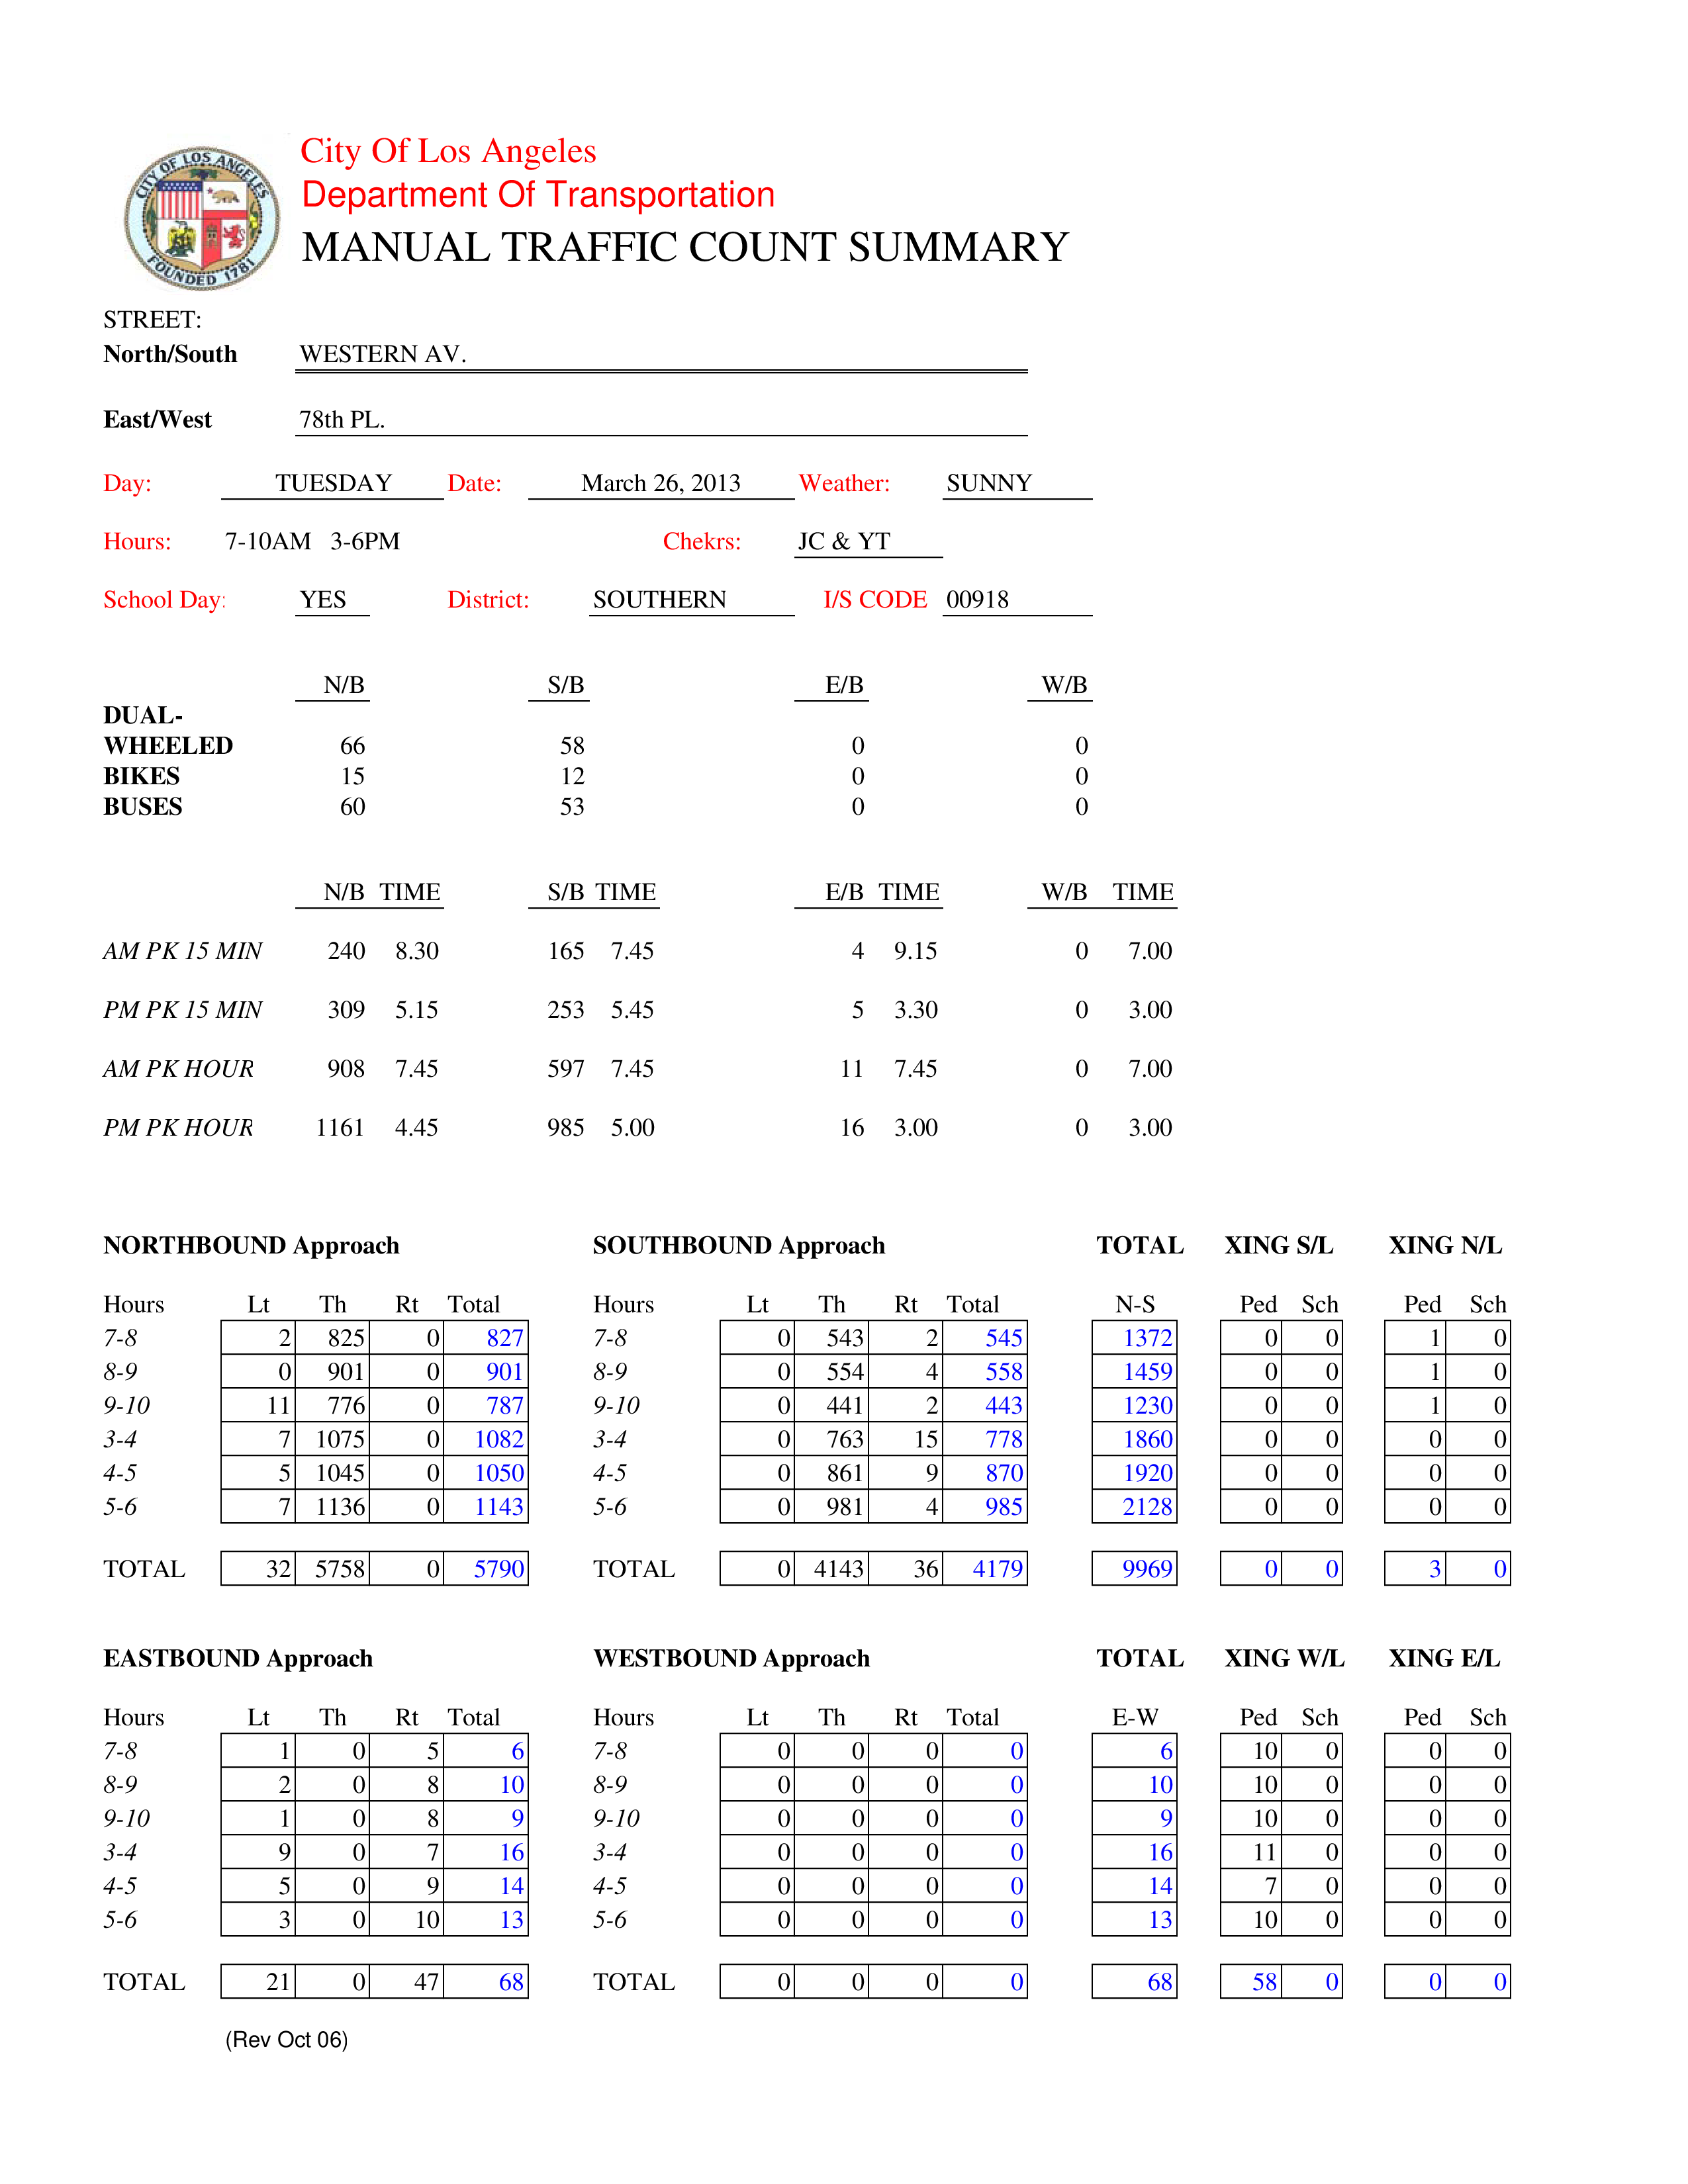 CITY OF LOS ANGELES
FOUNDED 1781
City Of Los Angeles
Department Of Transportation
MANUAL TRAFFIC COUNT SUMMARY
STREET:
North/South WESTERN AV.
East/West 78th PL.
Day: TUESDAY Date: March 26, 2013 Weather: SUNNY
Hours: 7-10AM 3-6PM Chekrs: JC & YT
School Day: YES District: SOUTHERN I/S CODE 00918
N/B S/B E/B W/B
DUAL-
WHEELED 66 58 0 0
BIKES 15 12 0 0
BUSES 60 53 0 0
N/B TIME S/B TIME E/B TIME W/B TIME
AM PK 15 MIN 240 8.30 165 7.45 4 9.15 0 7.00
PM PK 15 MIN 309 5.15 253 5.45 5 3.30 0 3.00
AM PK HOUR 908 7.45 597 7.45 11 7.45 0 7.00
PM PK HOUR 1161 4.45 985 5.00 16 3.00 0 3.00
NORTHBOUND Approach SOUTHBOUND Approach TOTAL XING S/L XING N/L
Hours Lt Th Rt Total Hours Lt Th Rt Total N-S Ped Sch Ped Sch
7-8 2 825 0 827 7-8 0 543 2 545 1372 0 0 1 0
8-9 0 901 0 901 8-9 0 554 4 558 1459 0 0 1 0
9-10 11 776 0 787 9-10 0 441 2 443 1230 0 0 1 0
3-4 7 1075 0 1082 3-4 0 763 15 778 1860 0 0 0 0
4-5 5 1045 0 1050 4-5 0 861 9 870 1920 0 0 0 0
5-6 7 1136 0 1143 5-6 0 981 4 985 2128 0 0 0 0
TOTAL 32 5758 0 5790 TOTAL 0 4143 36 4179 9969 0 0 3 0
EASTBOUND Approach WESTBOUND Approach TOTAL XING W/L XING E/L
Hours Lt Th Rt Total Hours Lt Th Rt Total E-W Ped Sch Ped Sch
7-8 1 0 5 6 7-8 0 0 0 0 6 10 0 0 0
8-9 2 0 8 10 8-9 0 0 0 0 10 10 0 0 0
9-10 1 0 8 9 9-10 0 0 0 0 9 10 0 0 0
3-4 9 0 7 16 3-4 0 0 0 0 16 11 0 0 0
4-5 5 0 9 14 4-5 0 0 0 0 14 7 0 0 0
5-6 3 0 10 13 5-6 0 0 0 0 13 10 0 0 0
TOTAL 21 0 47 68 TOTAL 0 0 0 0 68 58 0 0 0
(Rev Oct 06)